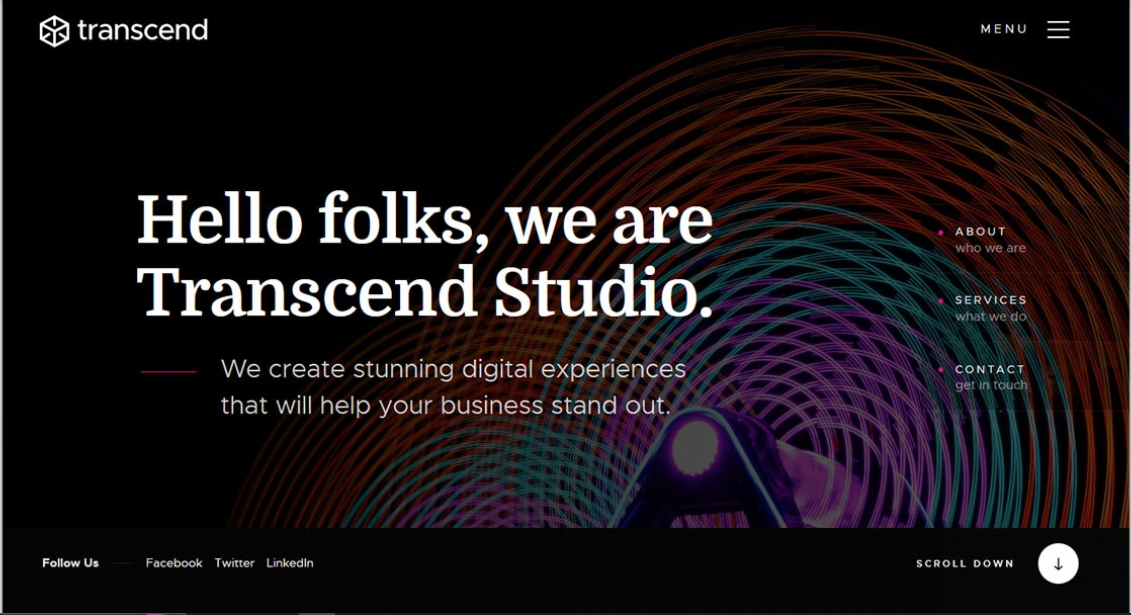 transcend
MENU
Hello folks, we are
Transcend Studio.
We create stunning digital experiences
that will help your business stand out.
ABOUT
who we are
SERVICES
what we do
CONTACT
get in touch
Follow Us
Facebook Twitter LinkedIn
SCROLL DOWN